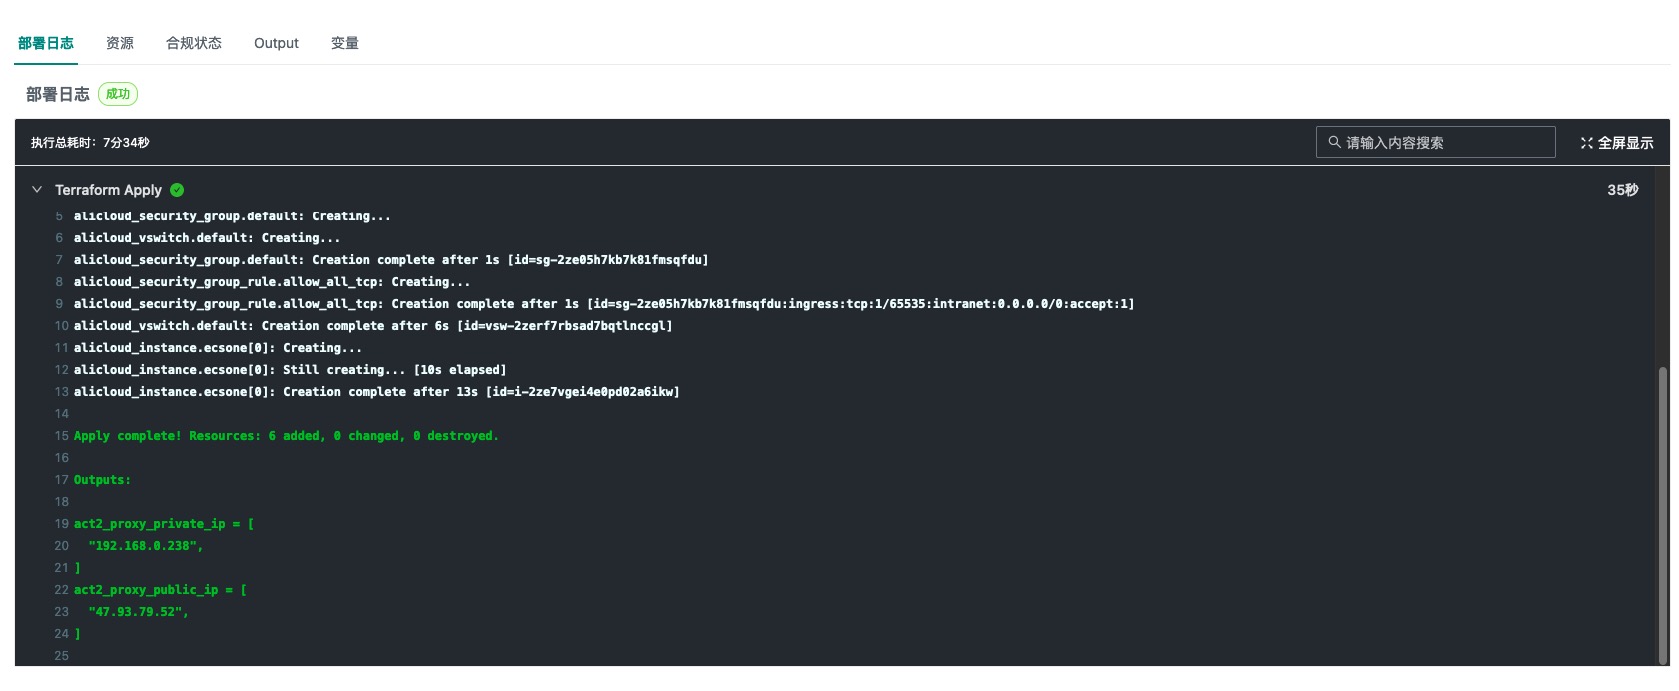 部署日志 资源 合规状态 Output 变量
部署日志 成功
执行总耗时：7分34秒 请输入内容搜索 全屏显示
Terraform Apply 35秒
5 alicloud_security_group.default: Creating...
6 alicloud_vswitch.default: Creating...
7 alicloud_security_group.default: Creation complete after 1s [id=sg-2ze05h7kb7k81fmsqfdu]
8 alicloud_security_group_rule.allow_all_tcp: Creating...
9 alicloud_security_group_rule.allow_all_tcp: Creation complete after 1s [id=sg-2ze05h7kb7k81fmsqfdu:ingress:tcp:1/65535:intranet:0.0.0.0/0:accept:1]
10 alicloud_vswitch.default: Creation complete after 6s [id=vsw-2zerf7rbsad7bqtlnccgl]
11 alicloud_instance.ecsone[0]: Creating...
12 alicloud_instance.ecsone[0]: Still creating... [10s elapsed]
13 alicloud_instance.ecsone[0]: Creation complete after 13s [id=i-2ze7vgei4e0pd02a6ikw]
14
15 Apply complete! Resources: 6 added, 0 changed, 0 destroyed.
16
17 Outputs:
18
19 act2_proxy_private_ip = [
20 "192.168.0.238",
21 ]
22 act2_proxy_public_ip = [
23 "47.93.79.52",
24 ]
25